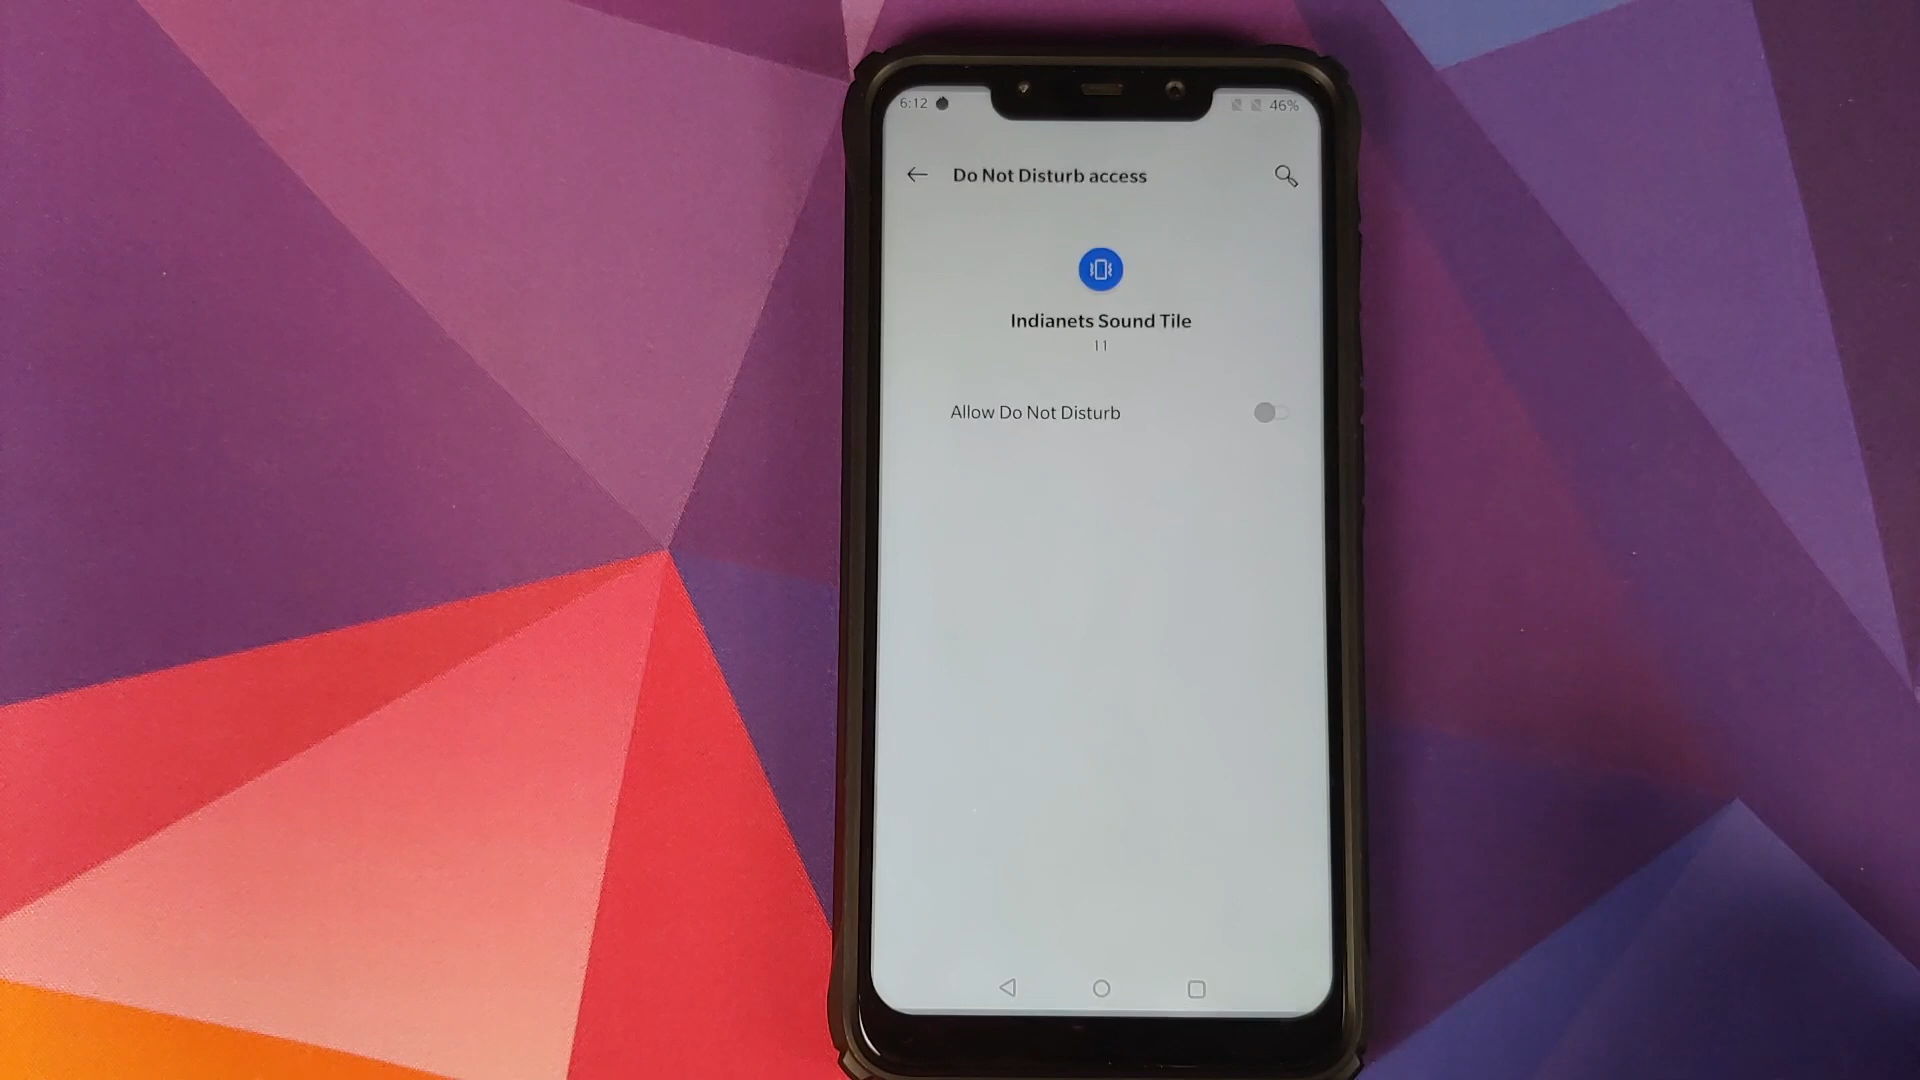 6:12 46%
Do Not Disturb access
Indianets Sound Tile
11
Allow Do Not Disturb